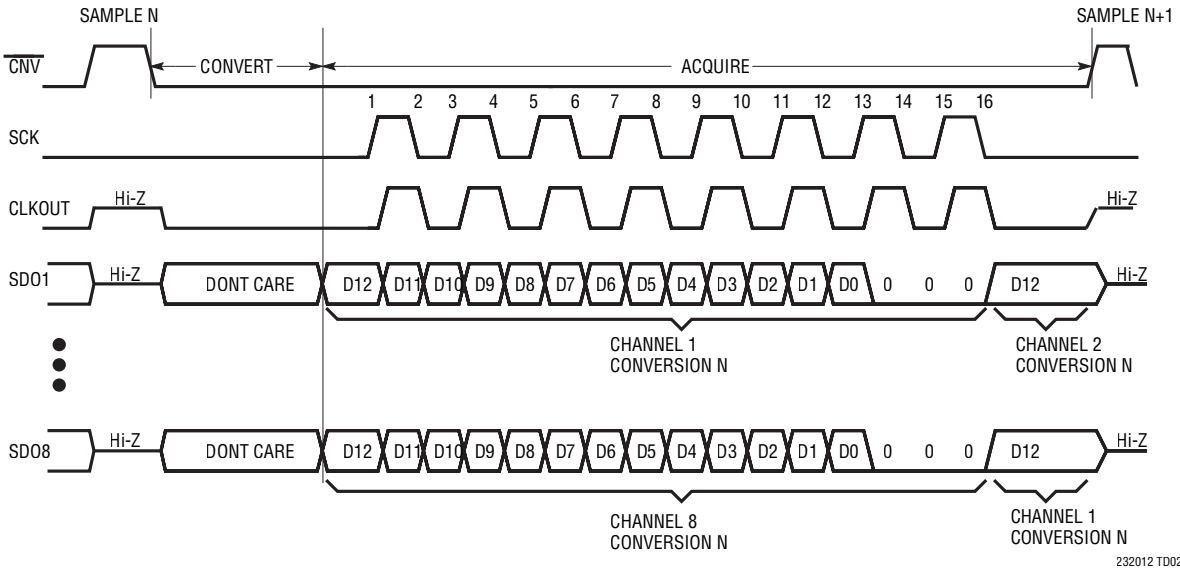 SAMPLE N
SAMPLE N+1
CNV
CONVERT
ACQUIRE
1 2 3 4 5 6 7 8 9 10 11 12 13 14 15 16
SCK
CLKOUT
Hi-Z
Hi-Z
SDO1
Hi-Z
DONT CARE
D12 D11 D10 D9 D8 D7 D6 D5 D4 D3 D2 D1 D0 0 0 0 D12
Hi-Z
CHANNEL 1
CONVERSION N
CHANNEL 2
CONVERSION N
SDO8
Hi-Z
DONT CARE
D12 D11 D10 D9 D8 D7 D6 D5 D4 D3 D2 D1 D0 0 0 0 D12
Hi-Z
CHANNEL 8
CONVERSION N
CHANNEL 1
CONVERSION N
232012 TD02